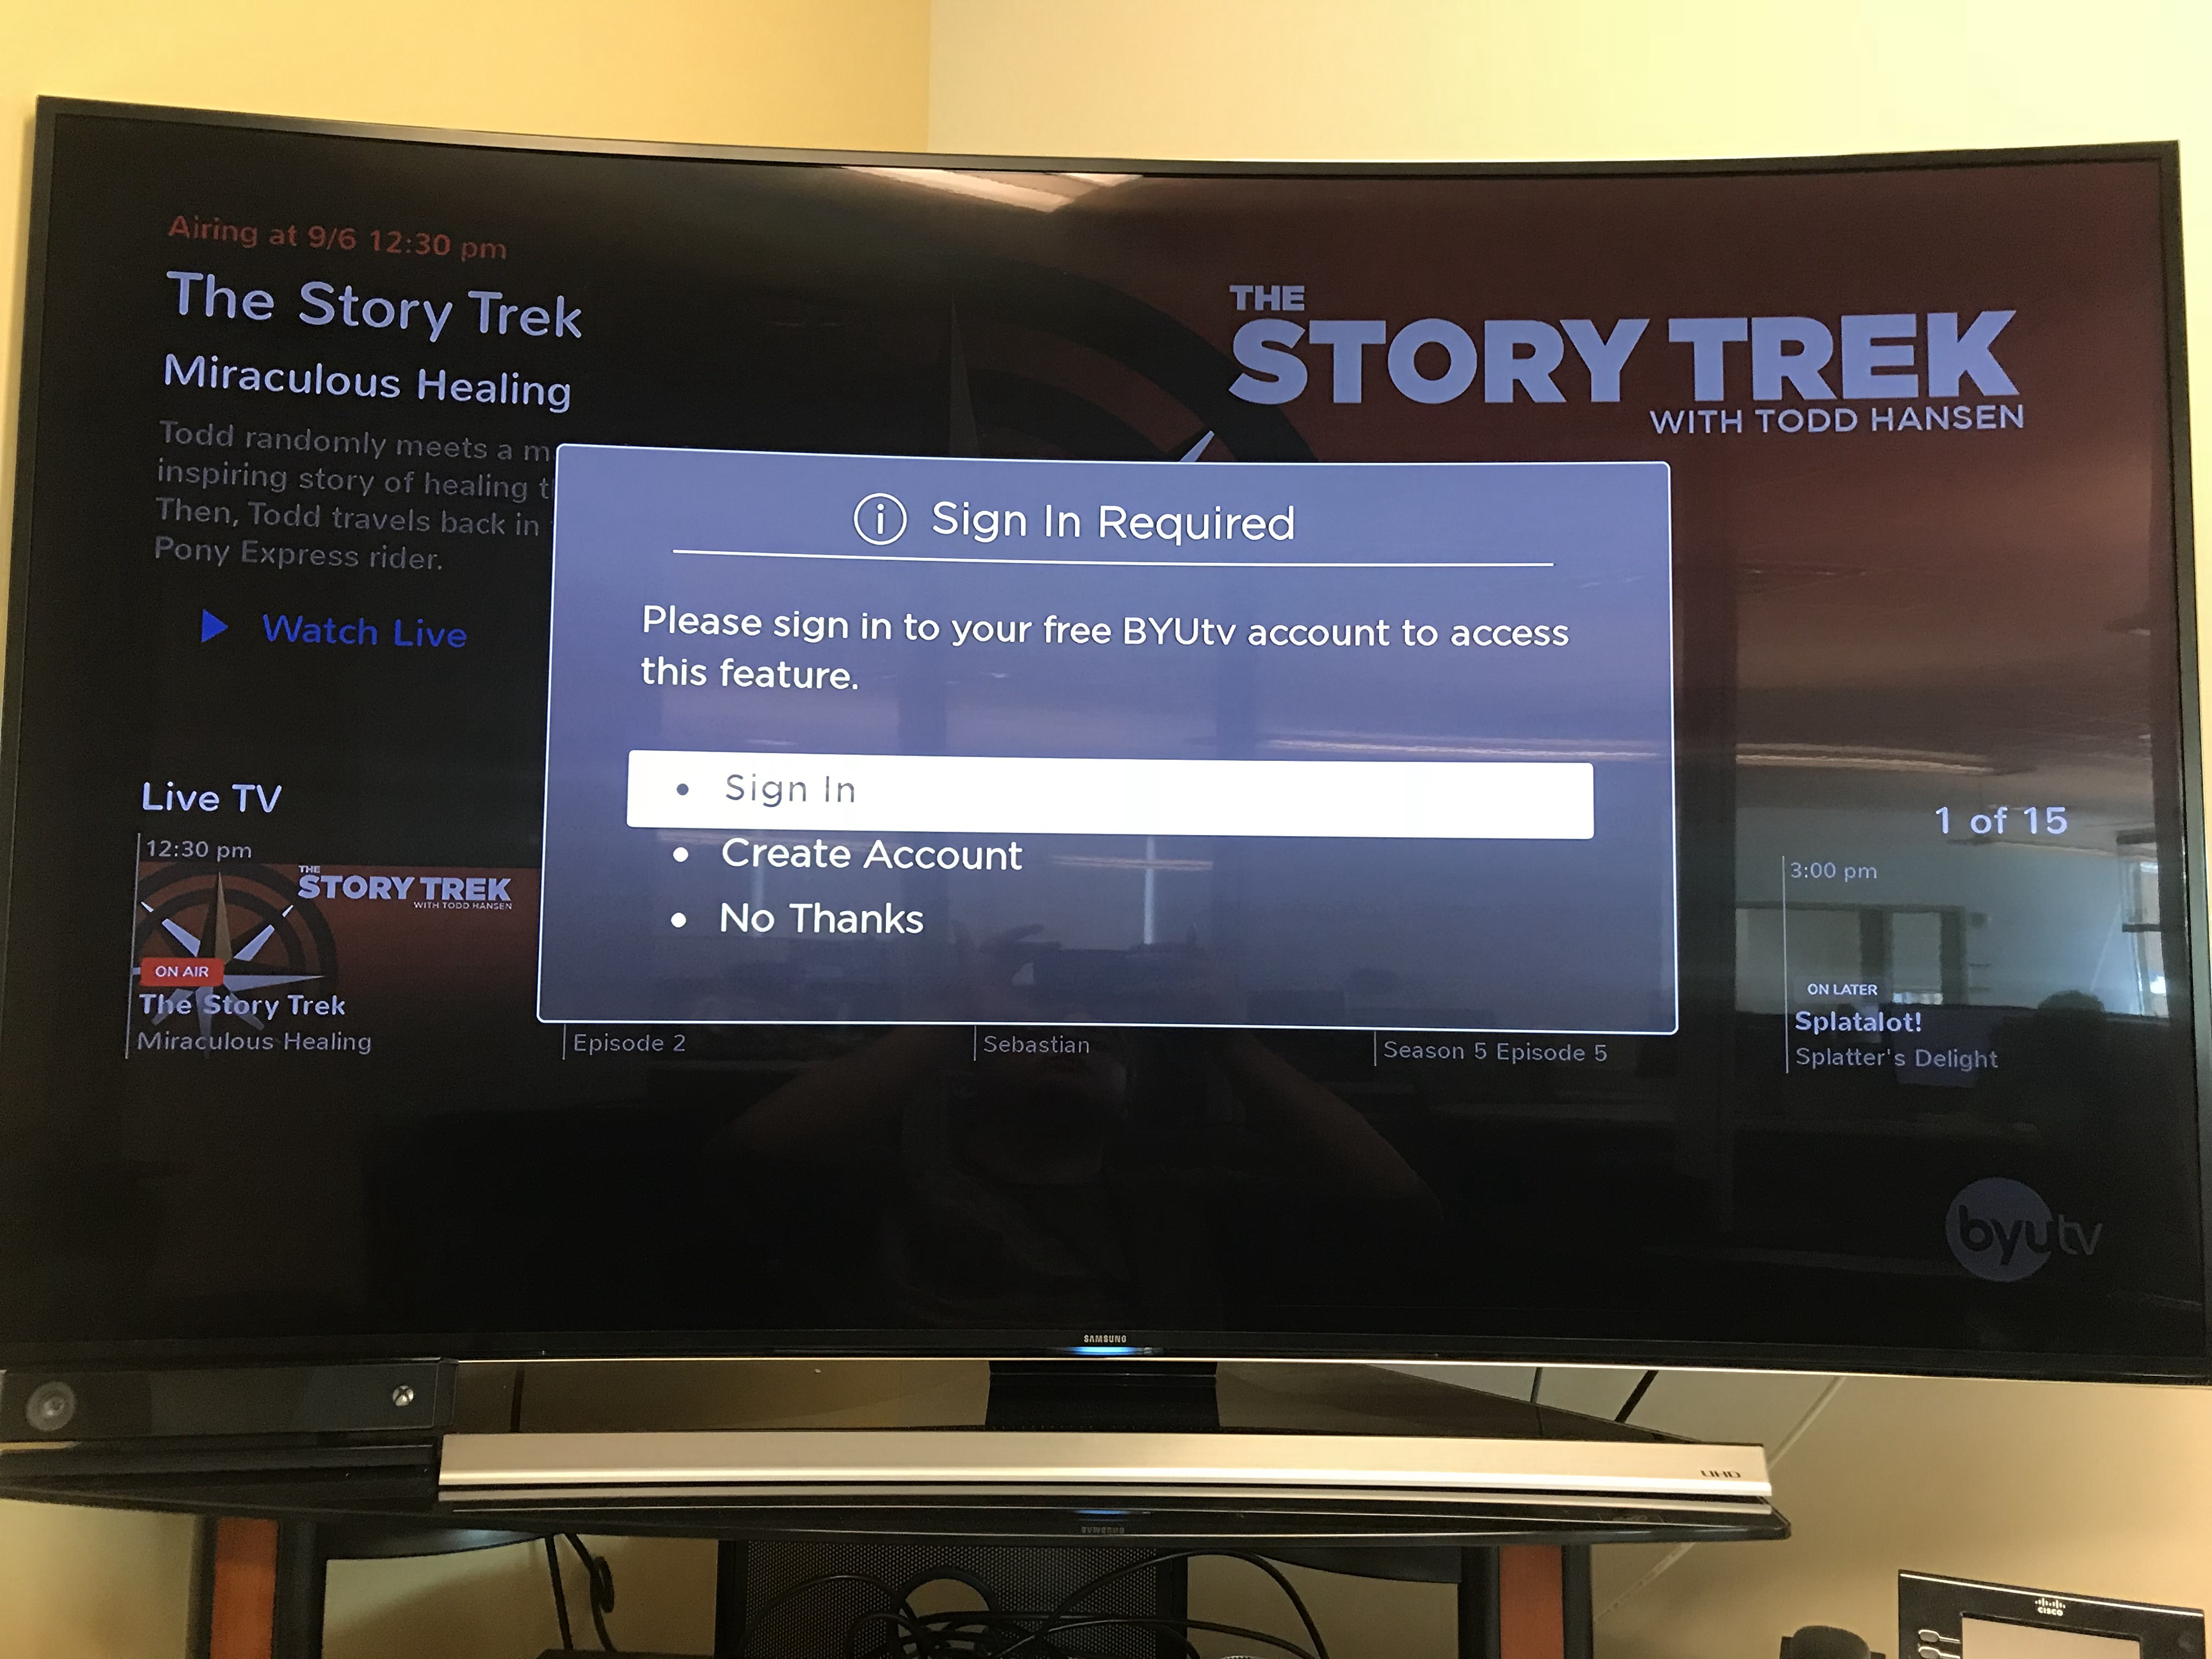 Airing at 9/6 12:30 pm
The Story Trek
Miraculous Healing
Todd randomly meets a
inspiring story of healing
Then, Todd travels back in
Pony Express rider.
Watch Live
THE
STORY TREK
WITH TODD HANSEN
Sign In Required
Please sign in to your free BYUtv account to access
this feature.
• Sign In
• Create Account
• No Thanks
Live TV
1 of 15
12:30 pm
THE
STORY TREK
WITH TODD HANSEN
ON AIR
The Story Trek
Miraculous Healing
Episode 2
Sebastian
Season 5 Episode 5
3:00 pm
ON LATER
Splatalot!
Splatter's Delight
byutv
SAMSUNG
UHD
CISCO